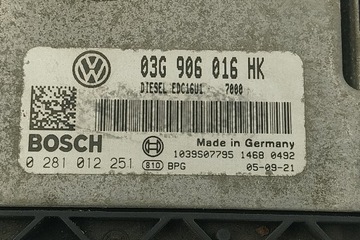 03G 906 016 HK
DIESEL EDC16U1 7080
BOSCH
0 281 012 251
Made in Germany
1039S07795 1468 0492
810 BPG 05-09-21